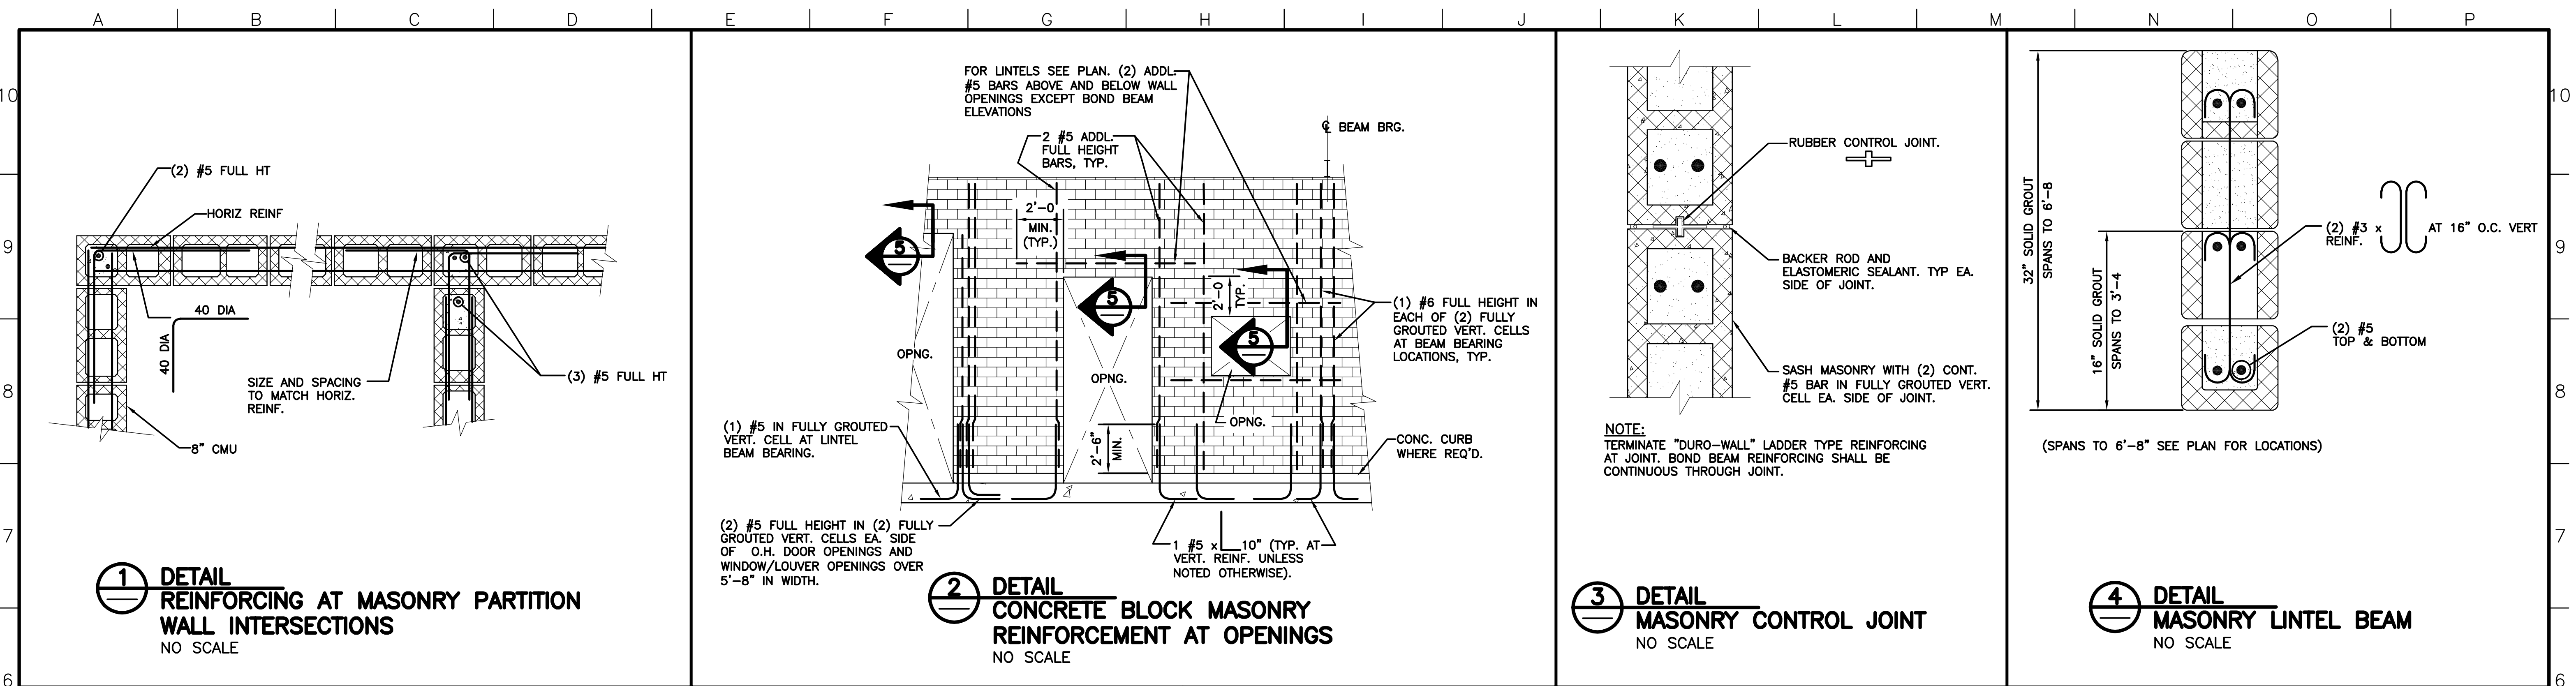 A B C D E F G H I J K L M N O P
10
9
8
7
6
10
9
8
7
6
(2) #5 FULL HT
HORIZ REINF
40 DIA
40 DIA
SIZE AND SPACING
TO MATCH HORIZ.
REINF.
(3) #5 FULL HT
8" CMU
1
DETAIL
REINFORCING AT MASONRY PARTITION
WALL INTERSECTIONS
NO SCALE
FOR LINTELS SEE PLAN. (2) ADDL.
#5 BARS ABOVE AND BELOW WALL
OPENINGS EXCEPT BOND BEAM
ELEVATIONS
2 #5 ADDL.
FULL HEIGHT
BARS, TYP.
℄ BEAM BRG.
2'-0
MIN.
(TYP.)
5
5
5
2'-0
TYP.
OPNG.
OPNG.
OPNG.
(1) #6 FULL HEIGHT IN
EACH OF (2) FULLY
GROUTED VERT. CELLS
AT BEAM BEARING
LOCATIONS, TYP.
(1) #5 IN FULLY GROUTED
VERT. CELL AT LINTEL
BEAM BEARING.
2'-6"
MIN.
CONC. CURB
WHERE REQ'D.
(2) #5 FULL HEIGHT IN (2) FULLY
GROUTED VERT. CELLS EA. SIDE
OF O.H. DOOR OPENINGS AND
WINDOW/LOUVER OPENINGS OVER
5'-8" IN WIDTH.
1 #5 x 10" (TYP. AT
VERT. REINF. UNLESS
NOTED OTHERWISE).
2
DETAIL
CONCRETE BLOCK MASONRY
REINFORCEMENT AT OPENINGS
NO SCALE
RUBBER CONTROL JOINT.
BACKER ROD AND
ELASTOMERIC SEALANT. TYP EA.
SIDE OF JOINT.
SASH MASONRY WITH (2) CONT.
#5 BAR IN FULLY GROUTED VERT.
CELL EA. SIDE OF JOINT.
NOTE:
TERMINATE "DURO-WALL" LADDER TYPE REINFORCING
AT JOINT. BOND BEAM REINFORCING SHALL BE
CONTINUOUS THROUGH JOINT.
3
DETAIL
MASONRY CONTROL JOINT
NO SCALE
32" SOLID GROUT
SPANS TO 6'-8
16" SOLID GROUT
SPANS TO 3'-4
(2) #3 x AT 16" O.C. VERT
REINF.
(2) #5
TOP & BOTTOM
(SPANS TO 6'-8" SEE PLAN FOR LOCATIONS)
4
DETAIL
MASONRY LINTEL BEAM
NO SCALE